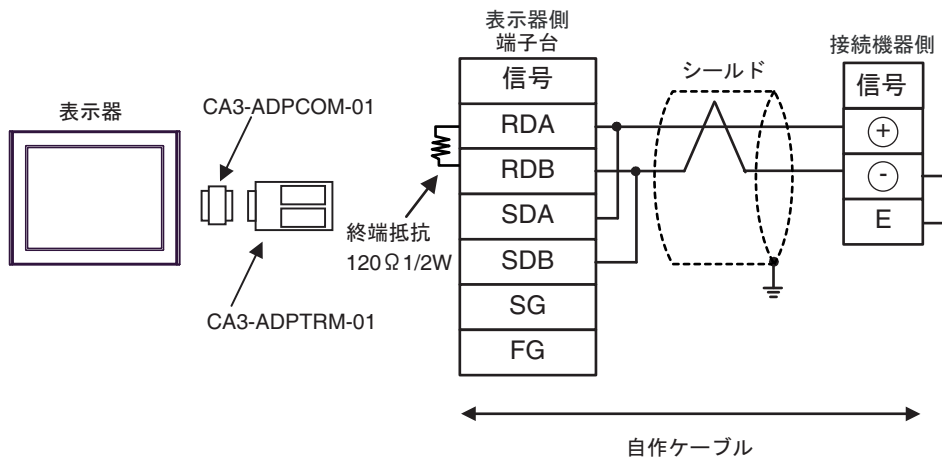 表示器
CA3-ADPCOM-01
CA3-ADPTRM-01
終端抵抗
120Ω1/2W
表示器側
端子台
信号
RDA
RDB
SDA
SDB
SG
FG
シールド
接続機器側
信号
+
-
E
自作ケーブル